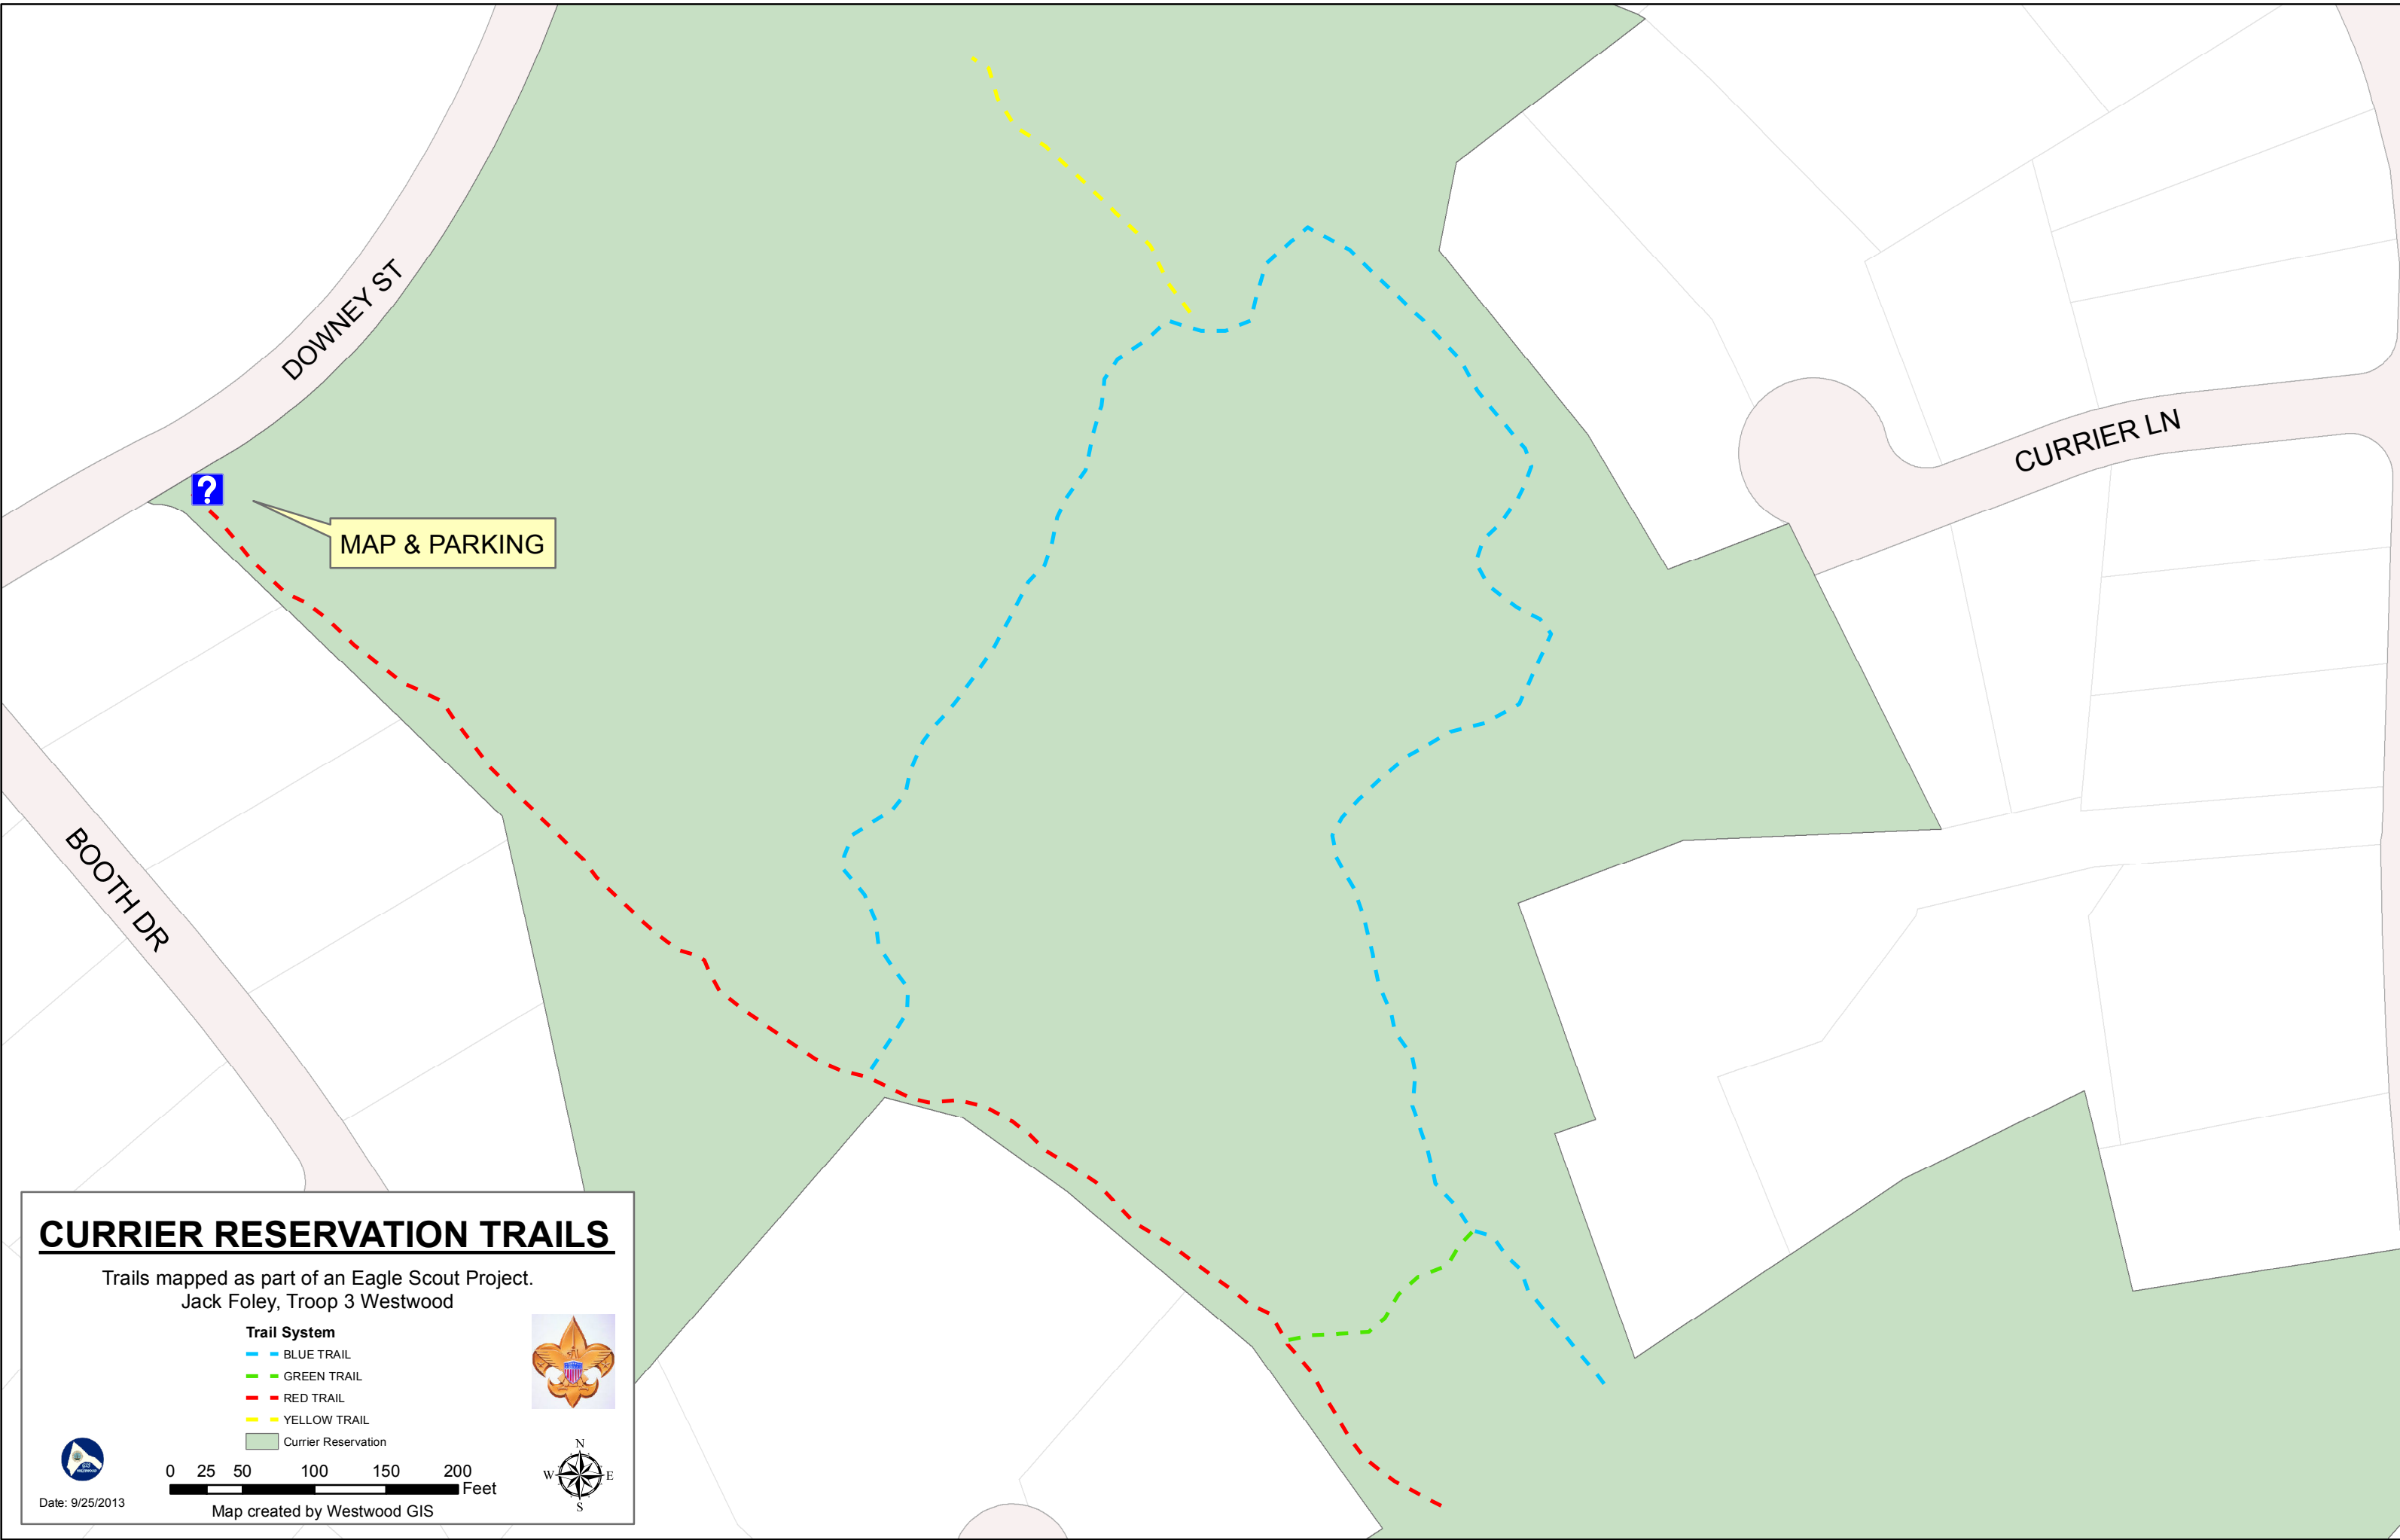 DOWNEY ST
CURRIER LN
?
MAP & PARKING
BOOTH DR
CURRIER RESERVATION TRAILS
Trails mapped as part of an Eagle Scout Project.
Jack Foley, Troop 3 Westwood
Trail System
BLUE TRAIL
GREEN TRAIL
RED TRAIL
YELLOW TRAIL
Currier Reservation
N
W E
S
0 25 50 100 150 200
Feet
Date: 9/25/2013
Map created by Westwood GIS